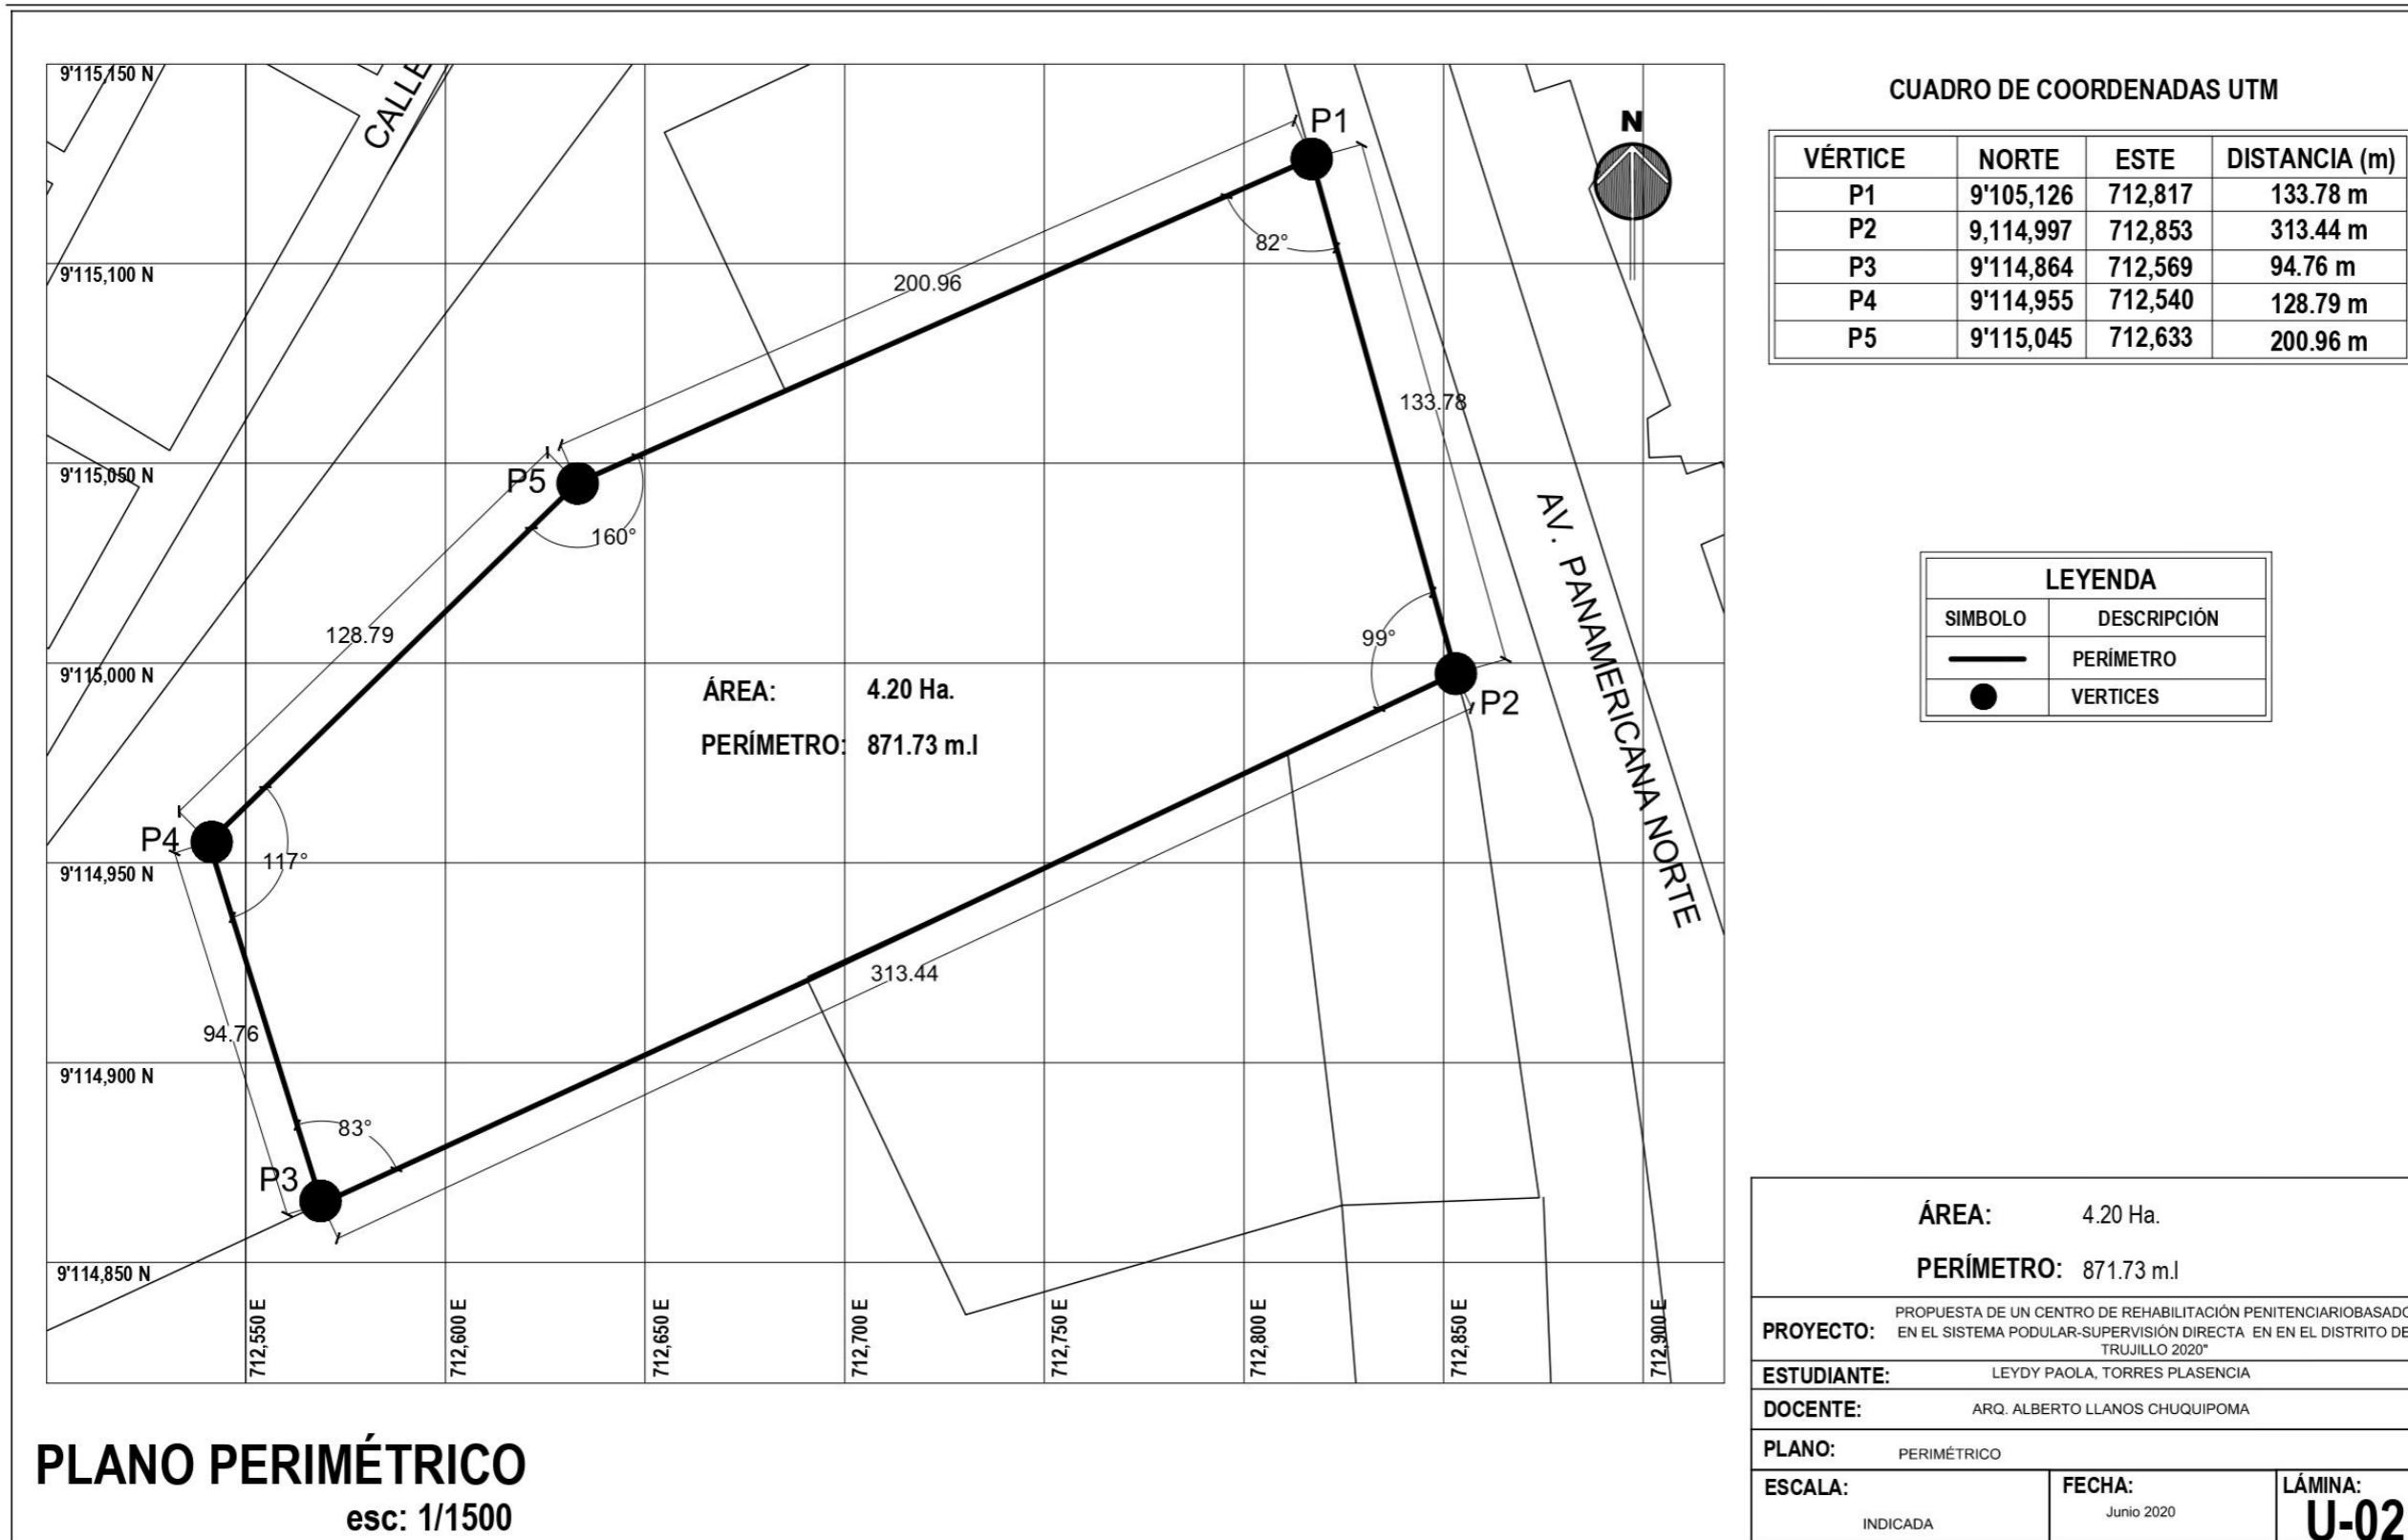 9'115,150 N
CALLE
P1
N
82°
9'115,100 N
200.96
133.78
9'115,050 N
P5
160°
AV. PANAMERICANA NORTE
128.79
99°
9'115,000 N
ÁREA: 4.20 Ha.
P2
PERÍMETRO: 871.73 m.l
P4
117°
9'114,950 N
313.44
94.76
9'114,900 N
83°
P3
9'114,850 N
712,550 E
712,600 E
712,650 E
712,700 E
712,750 E
712,800 E
712,850 E
712,900 E
PLANO PERIMÉTRICO
esc: 1/1500
CUADRO DE COORDENADAS UTM
VÉRTICE NORTE ESTE DISTANCIA (m)
P1 9'105,126 712,817 133.78 m
P2 9,114,997 712,853 313.44 m
P3 9'114,864 712,569 94.76 m
P4 9'114,955 712,540 128.79 m
P5 9'115,045 712,633 200.96 m
LEYENDA
SIMBOLO DESCRIPCIÓN
PERÍMETRO
VERTICES
ÁREA: 4.20 Ha.
PERÍMETRO: 871.73 m.l
PROYECTO: PROPUESTA DE UN CENTRO DE REHABILITACIÓN PENITENCIARIOBASADO
EN EL SISTEMA PODULAR-SUPERVISIÓN DIRECTA EN EN EL DISTRITO DE
TRUJILLO 2020"
ESTUDIANTE: LEYDY PAOLA, TORRES PLASENCIA
DOCENTE: ARQ. ALBERTO LLANOS CHUQUIPOMA
PLANO: PERIMÉTRICO
ESCALA: FECHA: LÁMINA:
INDICADA Junio 2020 U-02